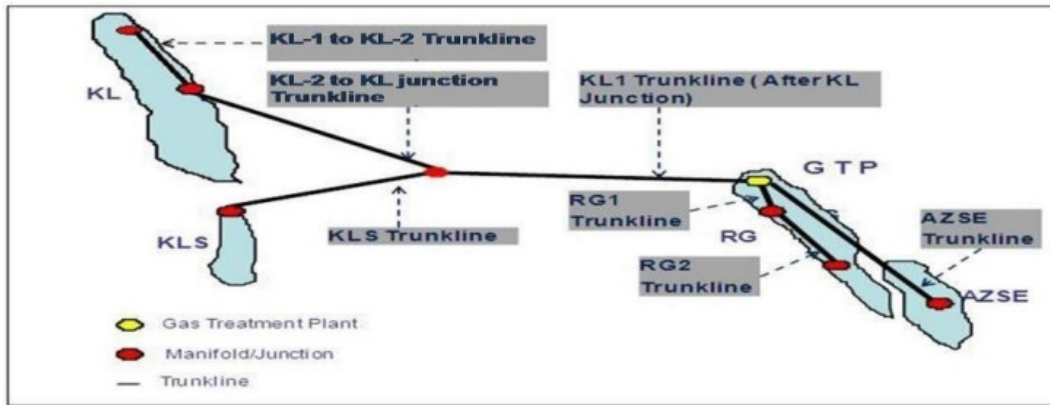 KL-1 to KL-2 Trunkline
KL-2 to KL junction
Trunkline
KL1 Trunkline ( After KL
Junction)
KL
G T P
RG1
Trunkline
AZSE
Trunkline
KLS
KLS Trunkline
RG
RG2
Trunkline
AZSE
Gas Treatment Plant
Manifold/Junction
Trunkline